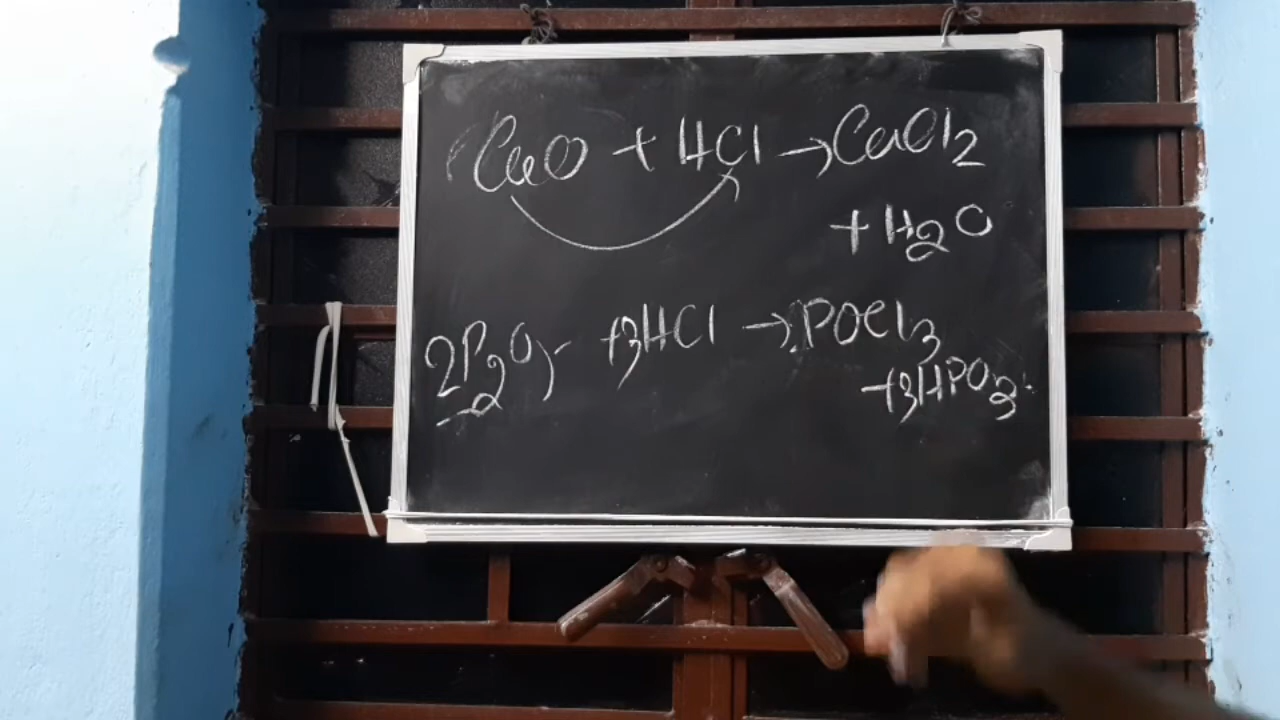 CaO + HCl → CaCl₂
+ H₂O
2P₂O₅ + 3HCl → POCl₃
+ 3HPO₃